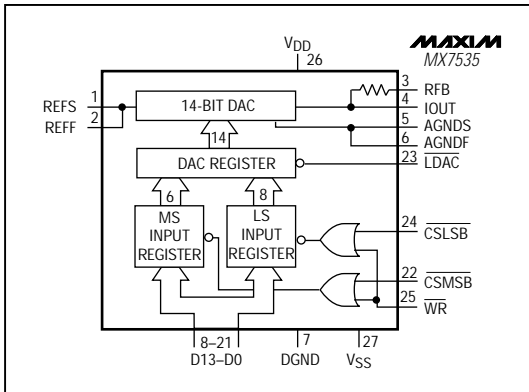 MAXIM
MX7535
VDD
26
REFS 1
REFF 2
14-BIT DAC
3 RFB
4 IOUT
5 AGNDS
6 AGNDF
14
DAC REGISTER
23 LDAC
6
8
MS
INPUT
REGISTER
LS
INPUT
REGISTER
24 CSLSB
22 CSMSB
25 WR
8–21
D13–D0
7
DGND
27
VSS